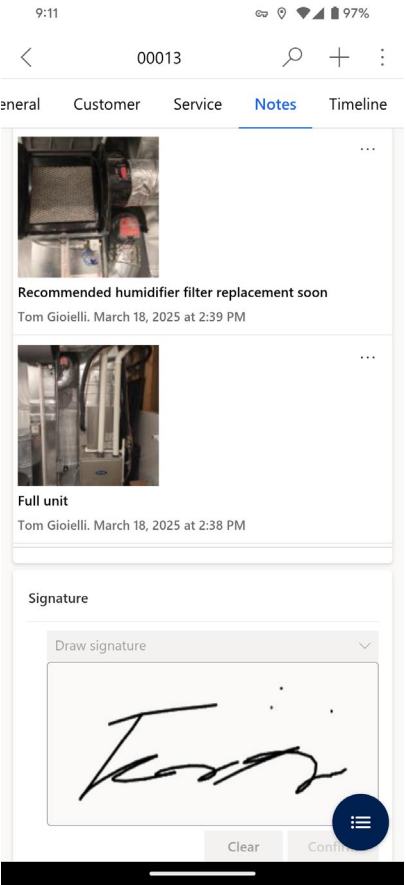 9:11
97%
00013
eneral Customer Service Notes Timeline
Recommended humidifier filter replacement soon
Tom Gioielli. March 18, 2025 at 2:39 PM
Full unit
Tom Gioielli. March 18, 2025 at 2:38 PM
Signature
Draw signature
Clear Confir